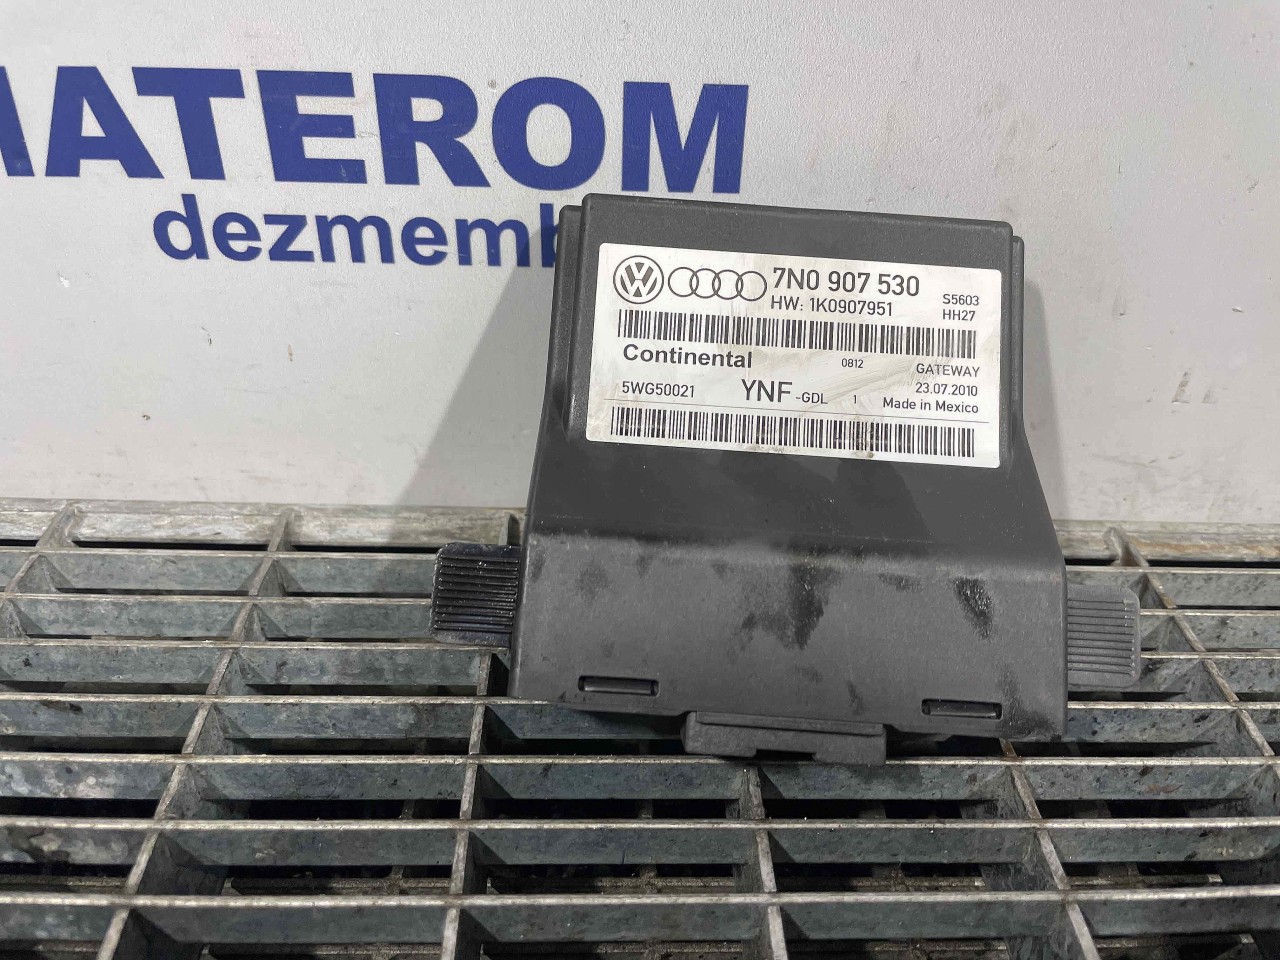 MATEROM
dezmemb
7N0 907 530
HW: 1K0907951
S5603
HH27
Continental
0812
GATEWAY
5WG50021
YNF -GDL 1
23.07.2010
Made in Mexico